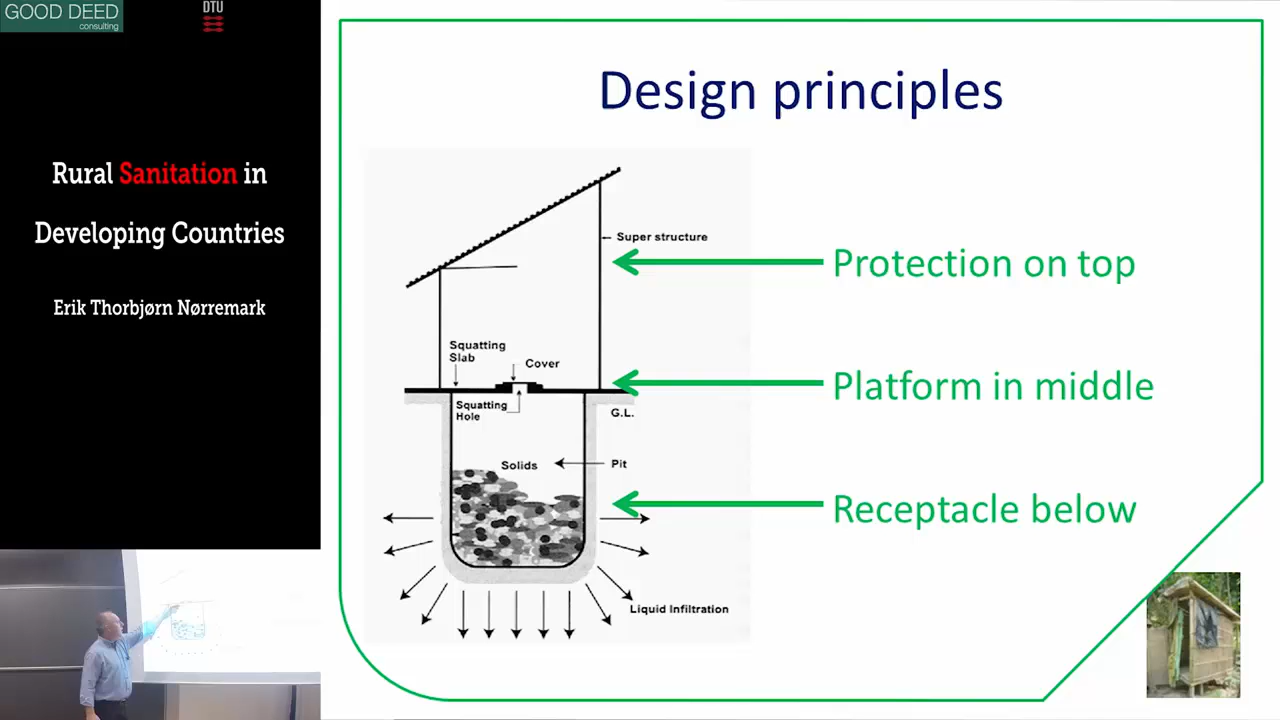 GOOD DEED
consulting
DTU
Rural Sanitation in
Developing Countries
Erik Thorbjørn Nørremark
Design principles
Super structure
Protection on top
Squatting
Slab
Cover
Platform in middle
Squatting
Hole
G.L.
Solids
Pit
Receptacle below
Liquid Infiltration